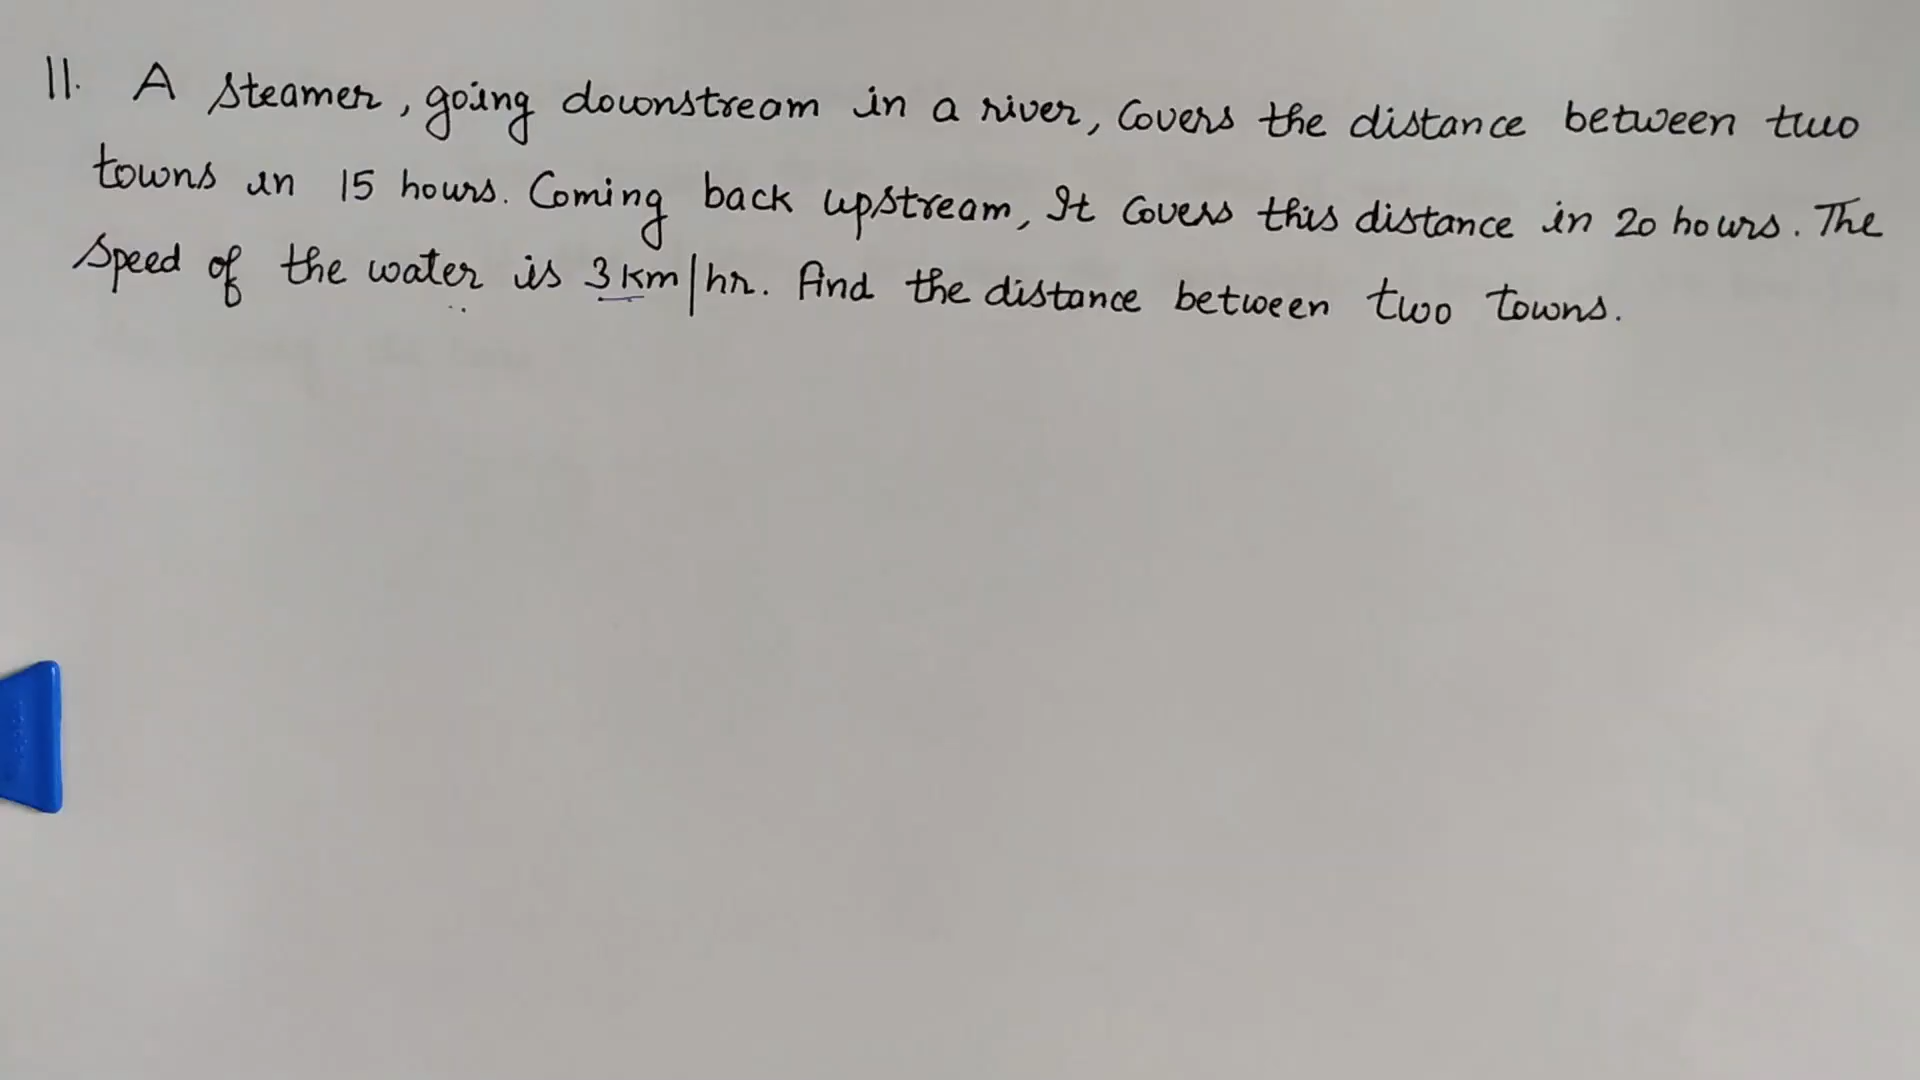 11. A steamer, going downstream in a river, Covers the distance between two
towns in 15 hours. Coming back upstream, It Covers this distance in 20 hours. The
Speed of the water is 3 km/hr. Find the distance between two towns.